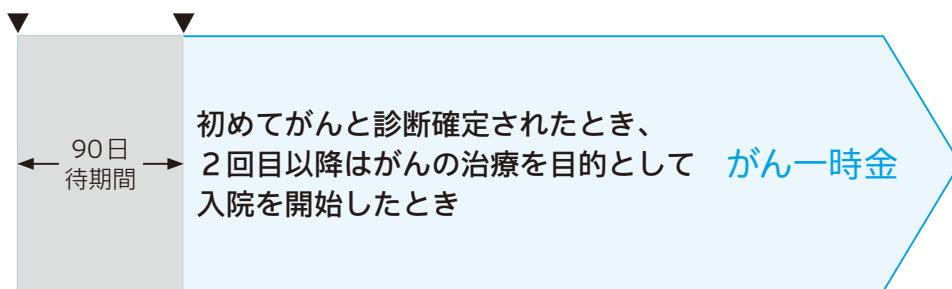 90日
待期間
初めてがんと診断確定されたとき、
２回目以降はがんの治療を目的として
入院を開始したとき
がん一時金